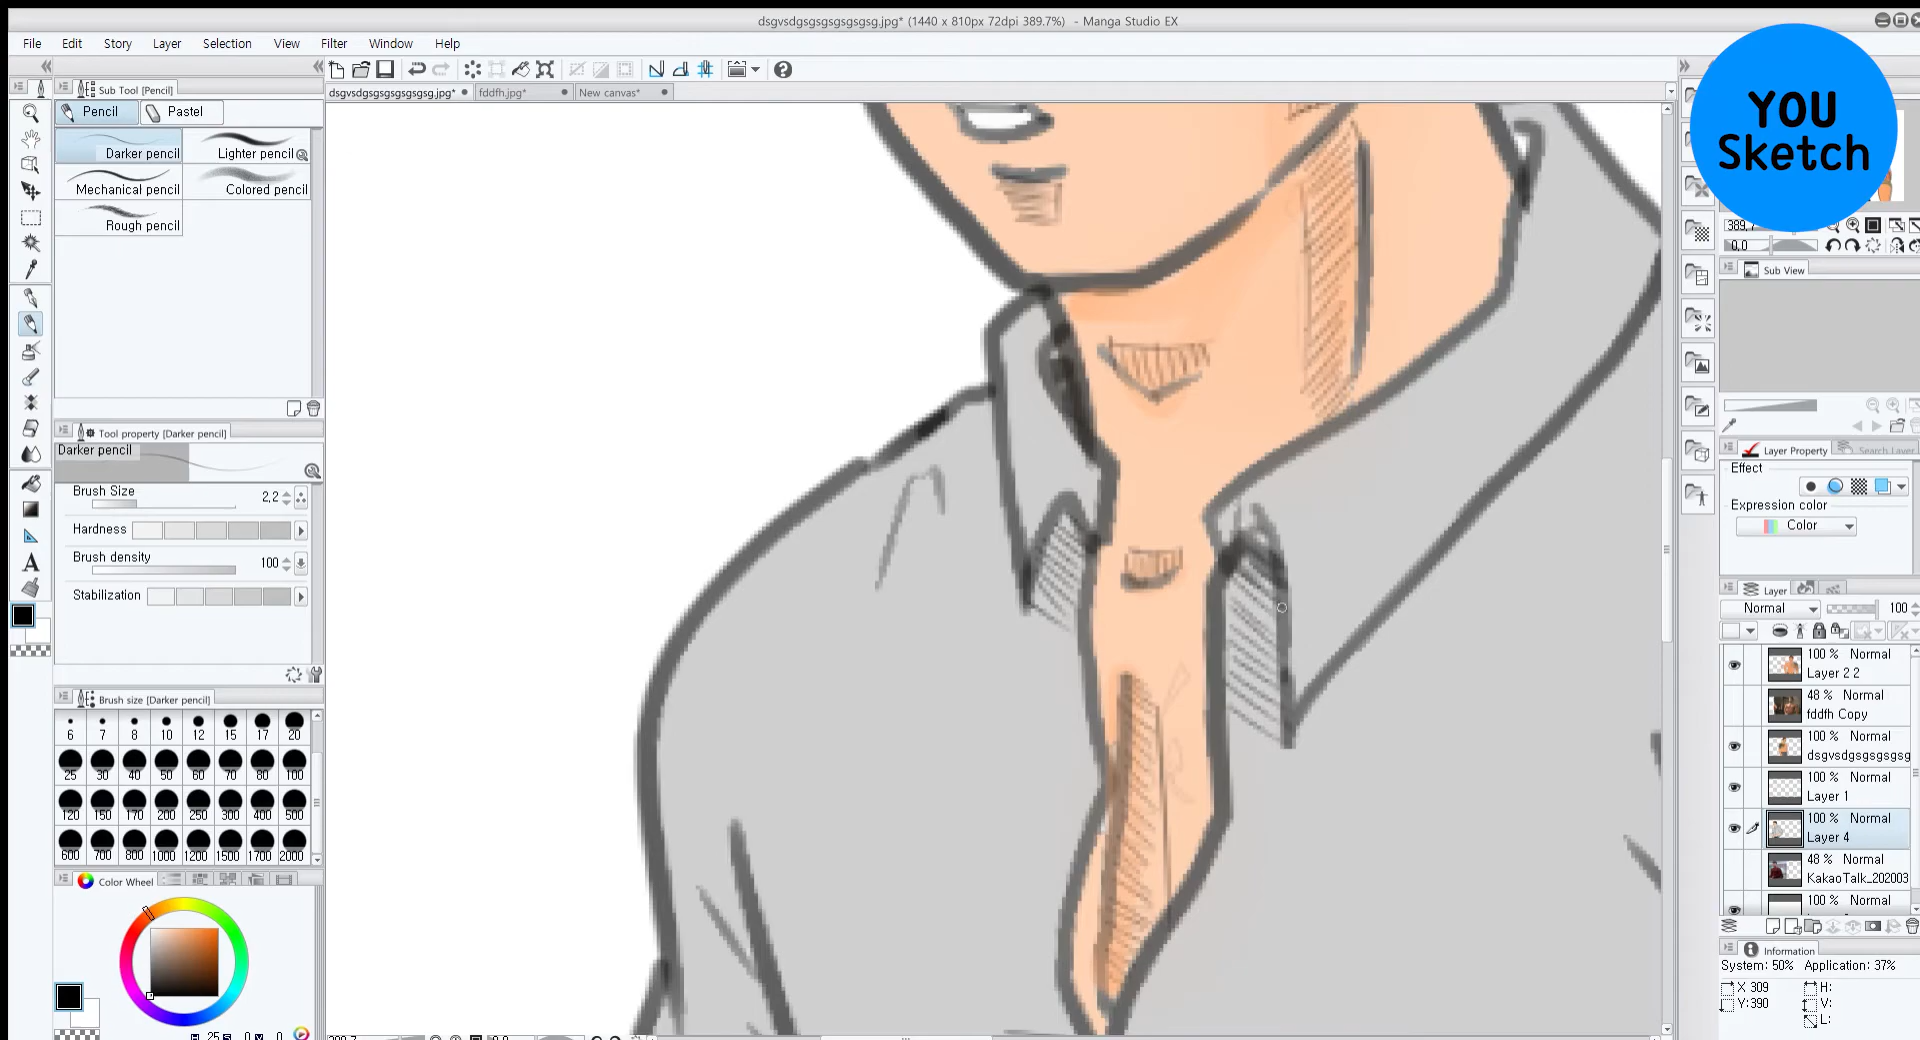 dsgvsdgsgsgsgsgsgsg.jpg* (1440 x 810px 72dpi 389.7%) - Manga Studio EX
File Edit Story Layer Selection View Filter Window Help
YOU
Sketch
Sub Tool [Pencil]
dsgvsdgsgsgsgsgsgsg.jpg* fddfh.jpg* New canvas*
Pencil Pastel
Darker pencil Lighter pencil
Mechanical pencil Colored pencil
Rough pencil
Tool property [Darker pencil]
Darker pencil
Brush Size 2.2
Hardness
Brush density 100
Stabilization
Brush size [Darker pencil]
6 7 8 10 12 15 17 20
25 30 40 50 60 70 80 100
120 150 170 200 250 300 400 500
600 700 800 1000 1200 1500 1700 2000
Color Wheel
389.7
0.0
Sub View
Layer Property Search Layer
Effect
Expression color
Color
Layer
Normal 100
100 % Normal
Layer 2 2
48 % Normal
fddfh Copy
100 % Normal
dsgvsdgsgsgsgsg
100 % Normal
Layer 1
100 % Normal
Layer 4
48 % Normal
KakaoTalk_202003
100 % Normal
Information
System: 50% Application: 37%
X 309 H:
Y:390 V:
L: